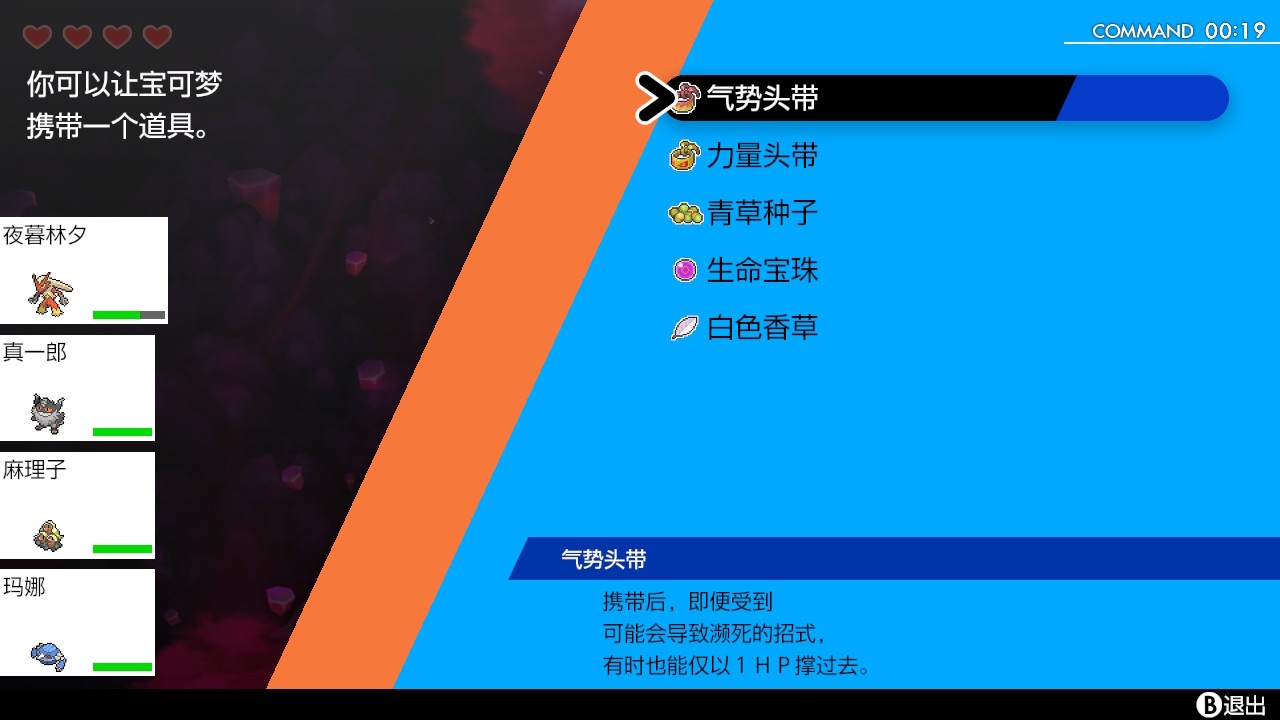 你可以让宝可梦
携带一个道具。
COMMAND 00:19
气势头带
力量头带
青草种子
生命宝珠
白色香草
夜暮林夕
真一郎
麻理子
玛娜
气势头带
携带后，即便受到
可能会导致濒死的招式，
有时也能仅以１ＨＰ撑过去。
B退出